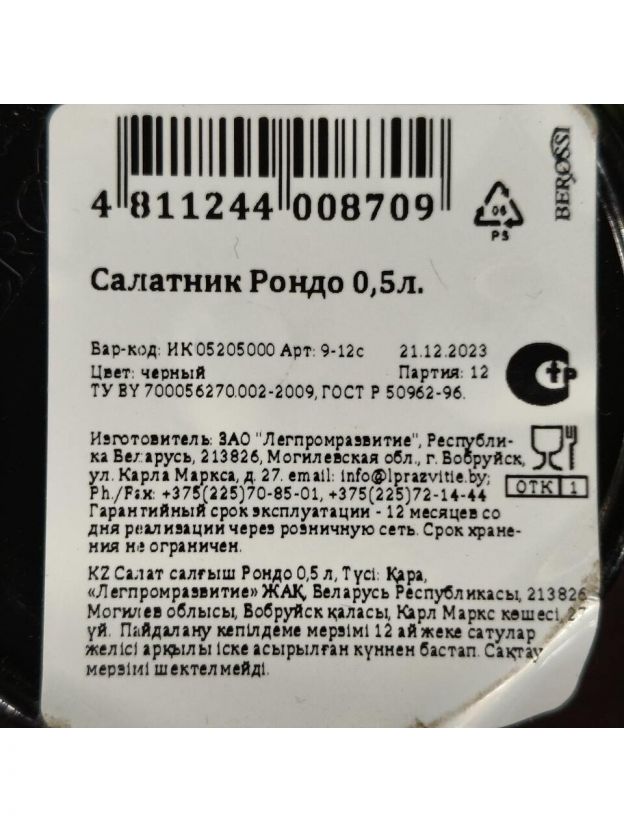 4 811244 008709
06
PS
BEROSSI
Салатник Рондо 0,5л.
Бар-код: ИК 05205000 Арт: 9-12с 21.12.2023
Цвет: черный Партия: 12
ТУ BY 700056270.002-2009, ГОСТ Р 50962-96.
Изготовитель: ЗАО "Легпромразвитие", Республи-
ка Беларусь, 213826, Могилевская обл., г. Бобруйск,
ул. Карла Маркса, д. 27. email: info@lprazvitie.by;
Ph./Fax: +375(225)70-85-01, +375(225)72-14-44
ОТК 1
Гарантийный срок эксплуатации - 12 месяцев со
дня реализации через розничную сеть. Срок хране-
ния не ограничен.
KZ Салат салғыш Рондо 0,5 л, Түсі: Қара,
«Легпромразвитие» ЖАҚ, Беларусь Республикасы, 213826
Могилев облысы, Бобруйск қаласы, Карл Маркс көшесі, 27
үй. Пайдалану кепілдеме мерзімі 12 ай жеке сатулар
желісі арқылы іске асырылған күннен бастап. Сақтау
мерзімі шектелмейді.